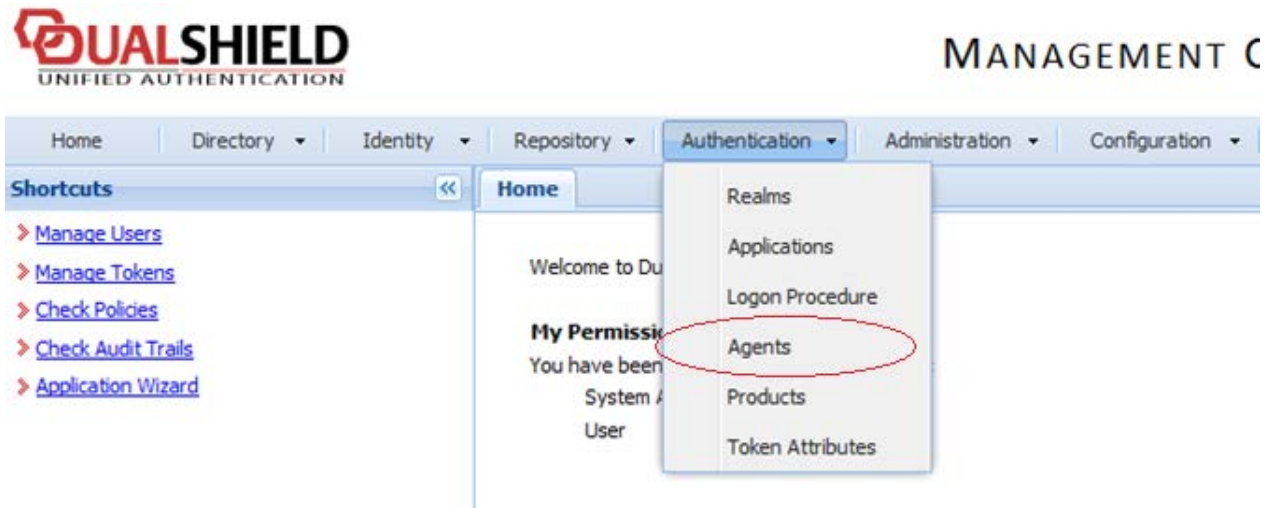 DUALSHIELD
UNIFIED AUTHENTICATION
MANAGEMENT C
Home Directory Identity Repository Authentication Administration Configuration
Shortcuts
Home
Manage Users
Manage Tokens
Check Policies
Check Audit Trails
Application Wizard
Welcome to Du
My Permissio
You have been
System A
User
Realms
Applications
Logon Procedure
Agents
Products
Token Attributes